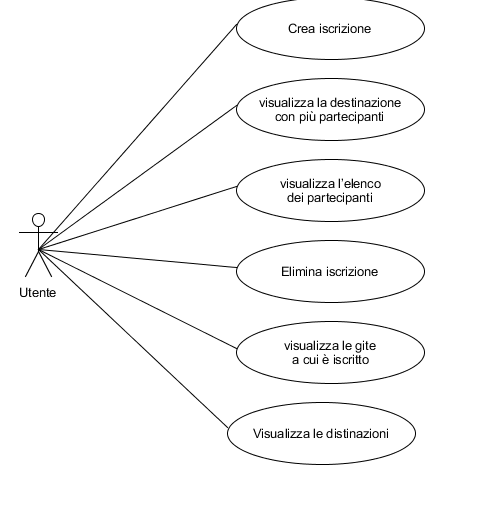 Crea iscrizione
visualizza la destinazione
con più partecipanti
visualizza l'elenco
dei partecipanti
Utente
Elimina iscrizione
visualizza le gite
a cui è iscritto
Visualizza le distinazioni